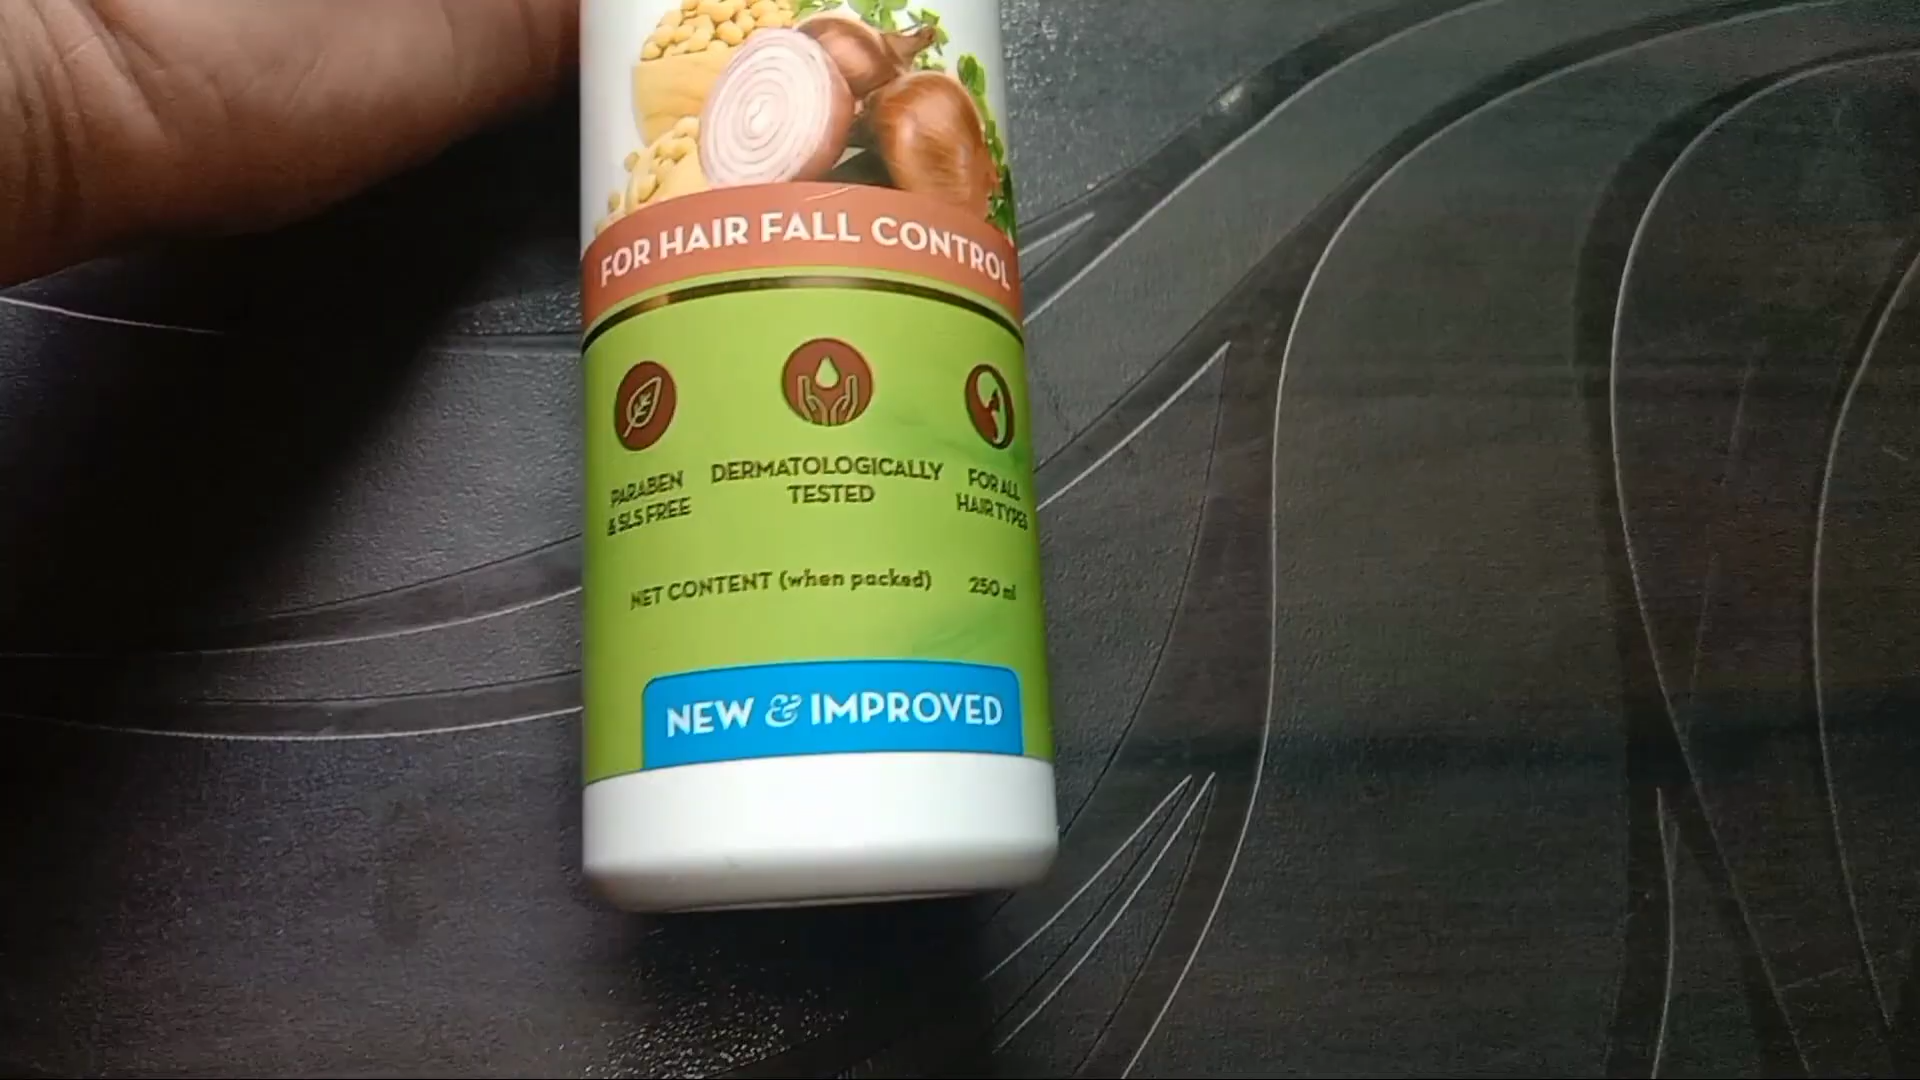 FOR HAIR FALL CONTROL
PARABEN
& SLS FREE
DERMATOLOGICALLY
TESTED
FOR ALL
HAIR TYPES
NET CONTENT (when packed) 250 ml
NEW & IMPROVED